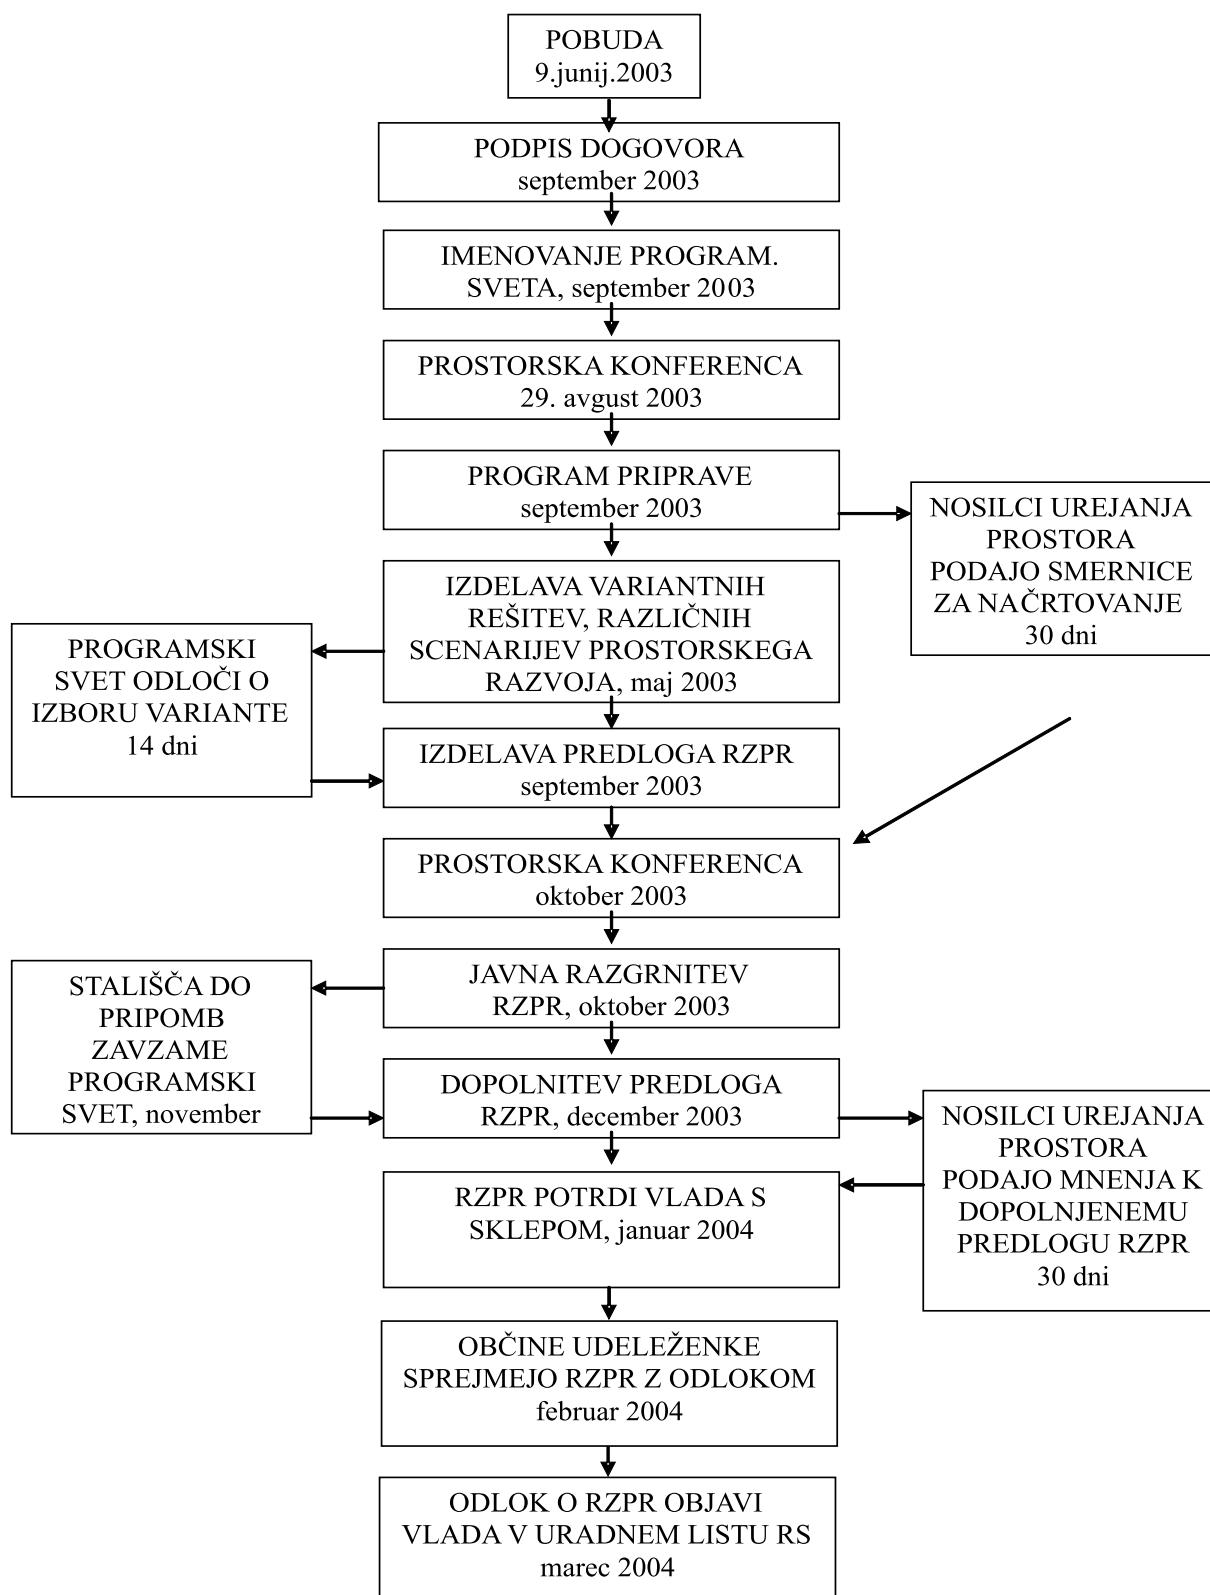 POBUDA
9.junij.2003
PODPIS DOGOVORA
september 2003
IMENOVANJE PROGRAM.
SVETA, september 2003
PROSTORSKA KONFERENCA
29. avgust 2003
PROGRAM PRIPRAVE
september 2003
NOSILCI UREJANJA
PROSTORA
PODAJO SMERNICE
ZA NAČRTOVANJE
30 dni
IZDELAVA VARIANTNIH
REŠITEV, RAZLIČNIH
SCENARIJEV PROSTORSKEGA
RAZVOJA, maj 2003
PROGRAMSKI
SVET ODLOČI O
IZBORU VARIANTE
14 dni
IZDELAVA PREDLOGA RZPR
september 2003
PROSTORSKA KONFERENCA
oktober 2003
JAVNA RAZGRNITEV
RZPR, oktober 2003
STALIŠČA DO
PRIPOMB
ZAVZAME
PROGRAMSKI
SVET, november
DOPOLNITEV PREDLOGA
RZPR, december 2003
NOSILCI UREJANJA
PROSTORA
PODAJO MNENJA K
DOPOLNJENEMU
PREDLOGU RZPR
30 dni
RZPR POTRDI VLADA S
SKLEPOM, januar 2004
OBČINE UDELEŽENKE
SPREJMEJO RZPR Z ODLOKOM
februar 2004
ODLOK O RZPR OBJAVI
VLADA V URADNEM LISTU RS
marec 2004